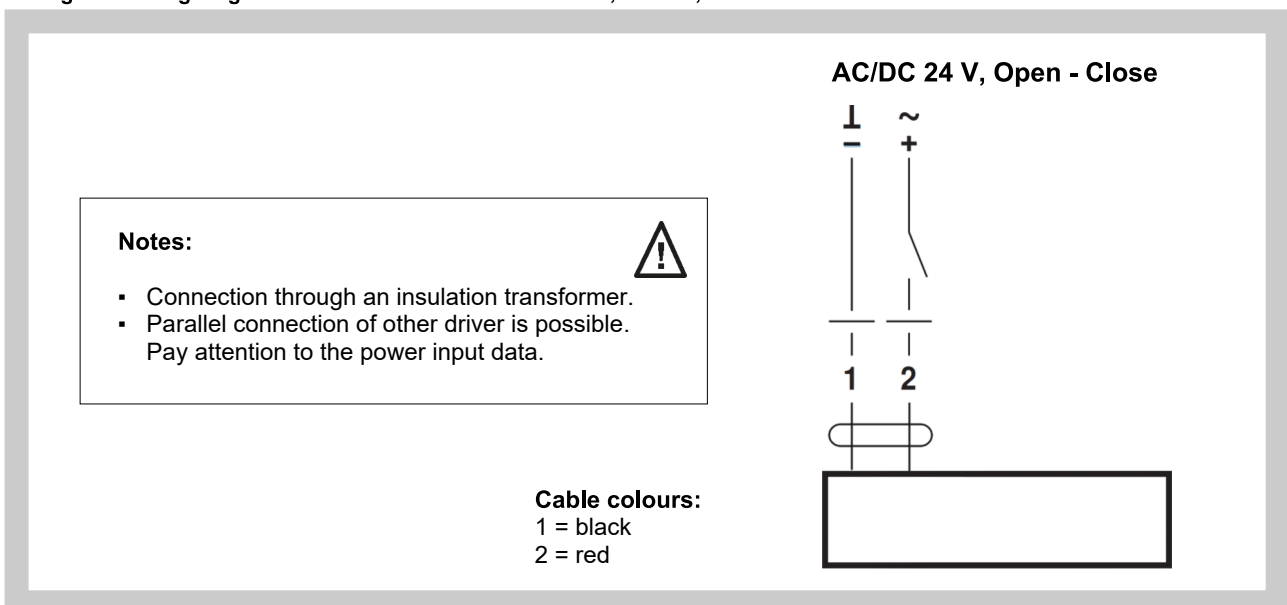 AC/DC 24 V, Open - Close
⊥ ~
− +
Notes:
▪ Connection through an insulation transformer.
▪ Parallel connection of other driver is possible.
Pay attention to the power input data.
1 2
Cable colours:
1 = black
2 = red